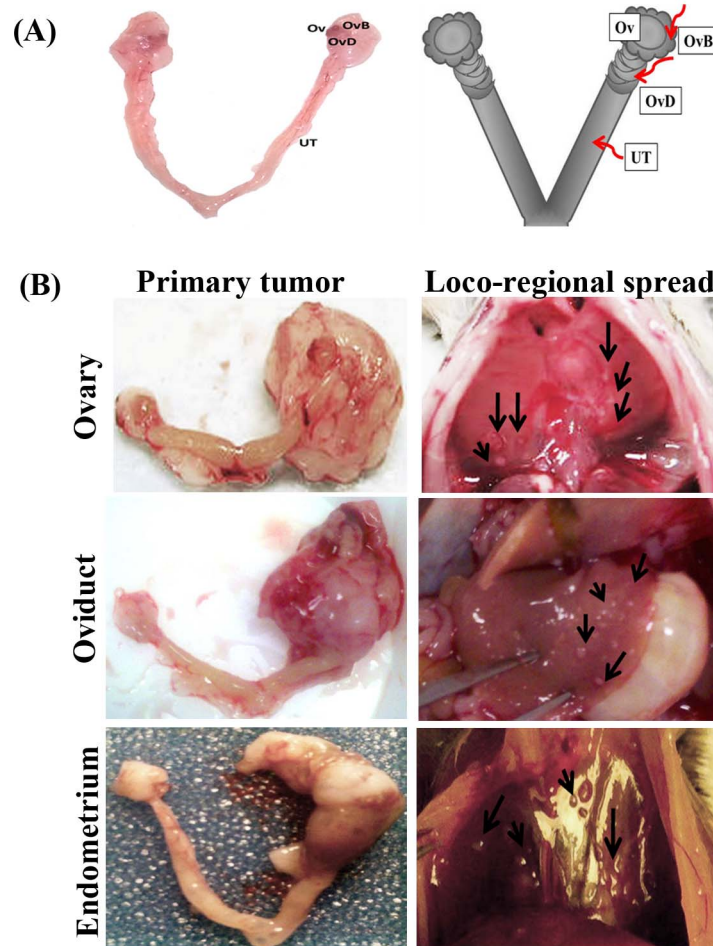 (A)
Ov
OvB
OvD
UT
Ov
OvB
OvD
UT
(B)
Primary tumor
Loco-regional spread
Ovary
Oviduct
Endometrium